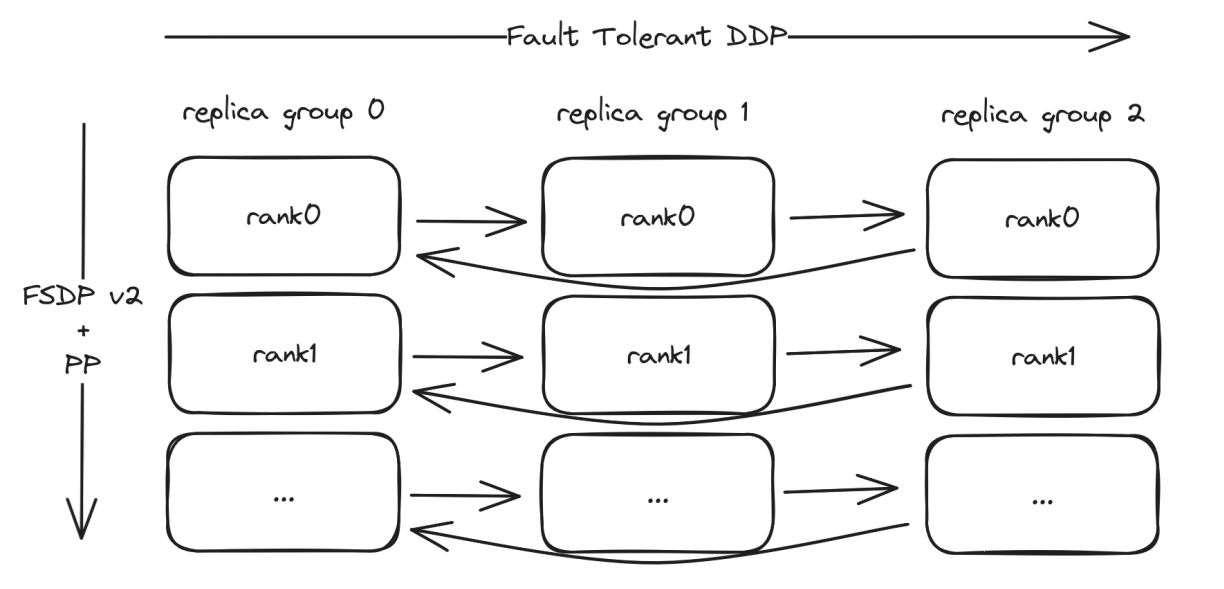 Fault Tolerant DDP
replica group 0
replica group 1
replica group 2
rank0
rank0
rank0
FSDP v2
+
PP
rank1
rank1
rank1
...
...
...